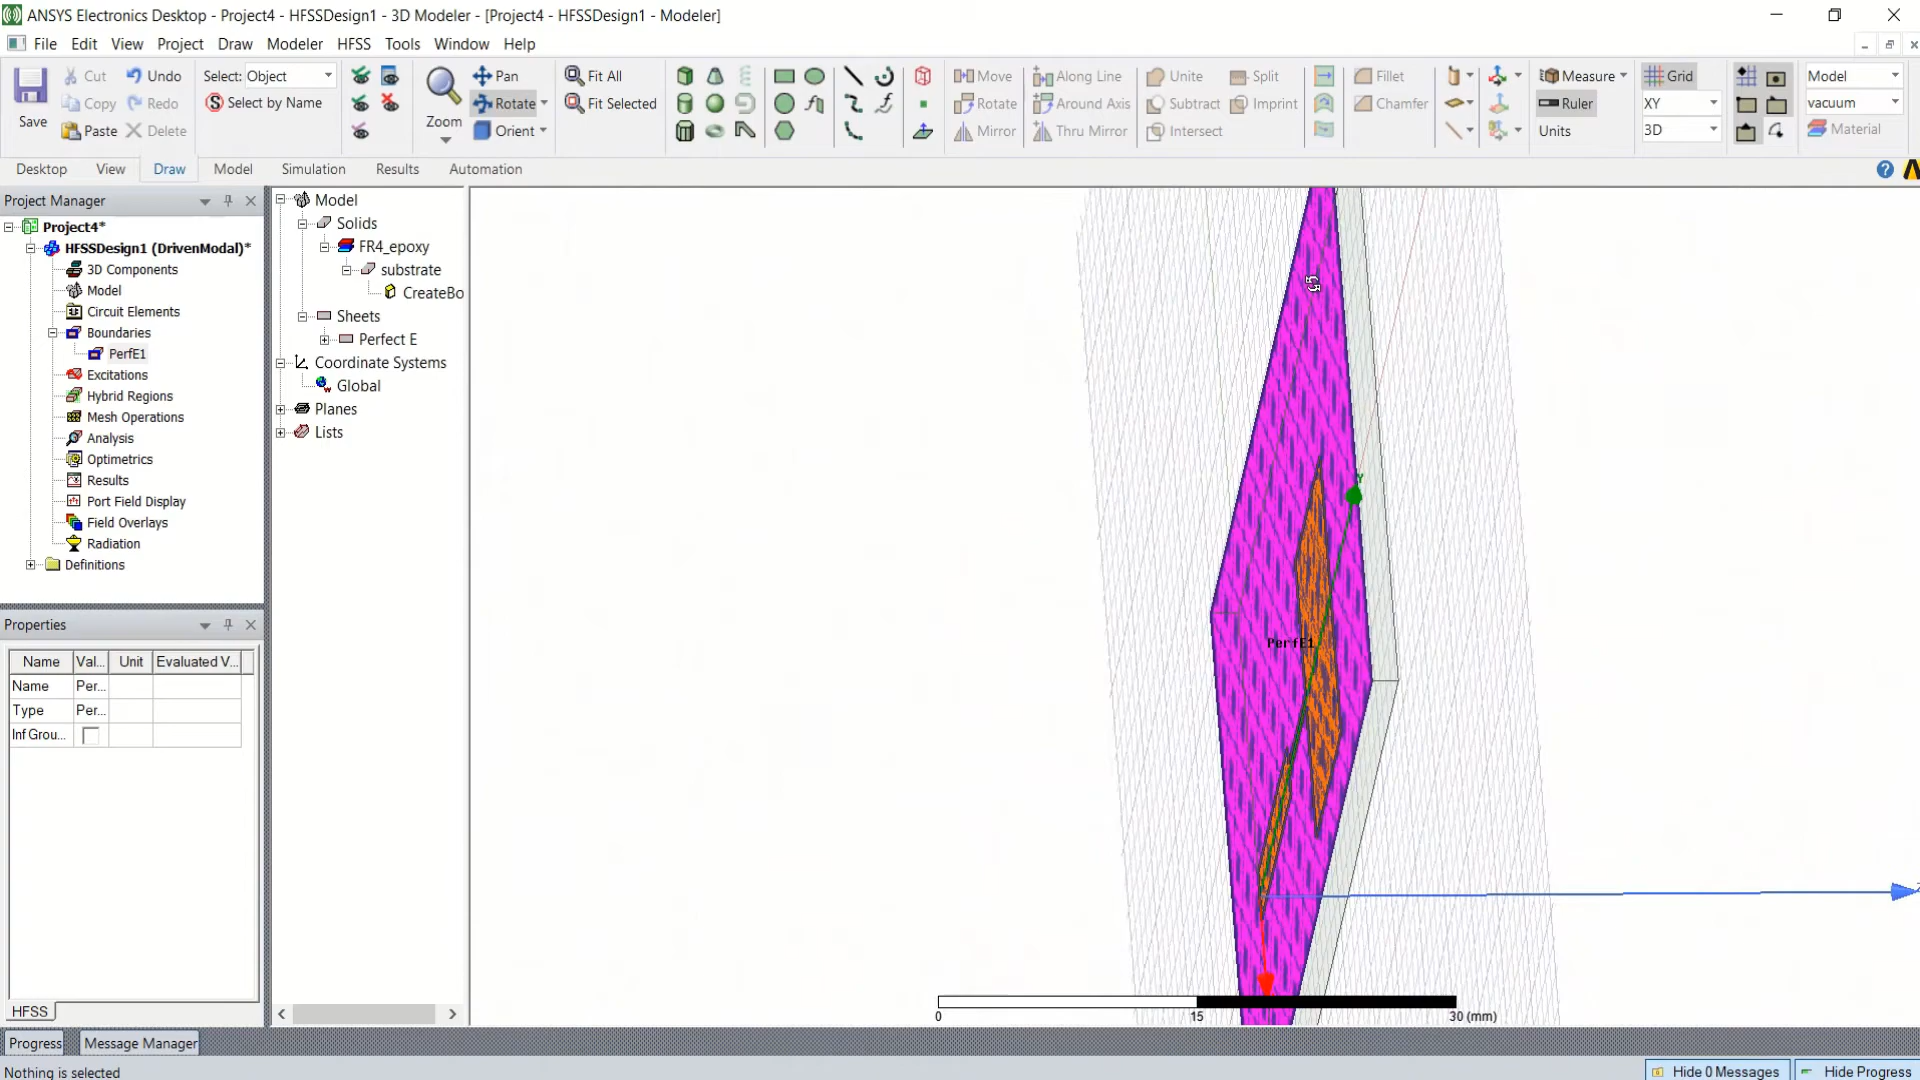 ANSYS Electronics Desktop - Project4 - HFSSDesign1 - 3D Modeler - [Project4 - HFSSDesign1 - Modeler]
File Edit View Project Draw Modeler HFSS Tools Window Help
Save
Cut
Copy
Paste
Undo
Redo
Delete
Select: Object
Select by Name
Zoom
Pan
Rotate
Orient
Fit All
Fit Selected
Move
Rotate
Mirror
Along Line
Around Axis
Thru Mirror
Unite
Subtract
Intersect
Split
Imprint
Fillet
Chamfer
Measure
Ruler
Units
Grid
XY
3D
Model
vacuum
Material
Desktop View Draw Model Simulation Results Automation
Project Manager
Project4*
HFSSDesign1 (DrivenModal)*
3D Components
Model
Circuit Elements
Boundaries
PerfE1
Excitations
Hybrid Regions
Mesh Operations
Analysis
Optimetrics
Results
Port Field Display
Field Overlays
Radiation
Definitions
Properties
Name Val... Unit Evaluated V...
Name Per...
Type Per...
Inf Grou...
HFSS
Model
Solids
FR4_epoxy
substrate
CreateBo
Sheets
Perfect E
Coordinate Systems
Global
Planes
Lists
Y
PerfE1
0 15 30 (mm)
Progress Message Manager
Nothing is selected
Hide 0 Messages Hide Progress